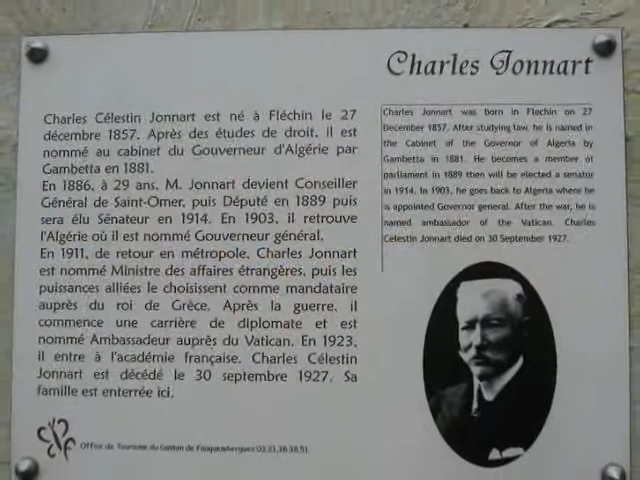 Charles Jonnart
Charles Célestin Jonnart est né à Fléchin le 27
décembre 1857. Après des études de droit, il est
nommé au cabinet du Gouverneur d'Algérie par
Gambetta en 1881.
En 1886, à 29 ans, M. Jonnart devient Conseiller
Général de Saint-Omer, puis Député en 1889 puis
sera élu Sénateur en 1914. En 1903, il retrouve
l'Algérie où il est nommé Gouverneur général.
En 1911, de retour en métropole, Charles Jonnart
est nommé Ministre des affaires étrangères, puis les
puissances alliées le choisissent comme mandataire
auprès du roi de Grèce. Après la guerre, il
commence une carrière de diplomate et est
nommé Ambassadeur auprès du Vatican. En 1923,
il entre à l'académie française. Charles Célestin
Jonnart est décédé le 30 septembre 1927. Sa
famille est enterrée ici.
Charles Jonnart was born in Flechin on 27
December 1857. After studying law, he is named in
the Cabinet of the Governor of Algeria by
Gambetta in 1881. He becomes a member of
parliament in 1889 then will be elected a senator
in 1914. In 1903, he goes back to Algeria where he
is appointed Governor general. After the war, he is
named ambassador of the Vatican. Charles
Celestin Jonnart died on 30 September 1927.
Office de Tourisme du Canton de Fauquembergues 03.21.38.38.51